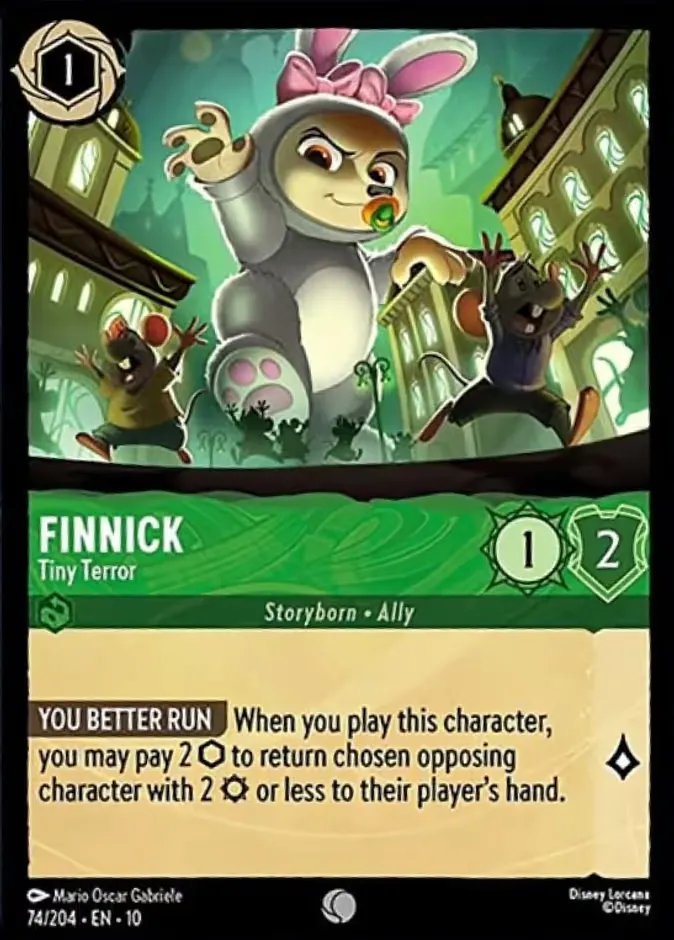 1
FINNICK
Tiny Terror
1
2
Storyborn • Ally
YOU BETTER RUN When you play this character,
you may pay 2 ⬡ to return chosen opposing
character with 2 ¤ or less to their player's hand.
Mario Oscar Gabriele
74/204 • EN • 10
Disney Lorcana
©Disney